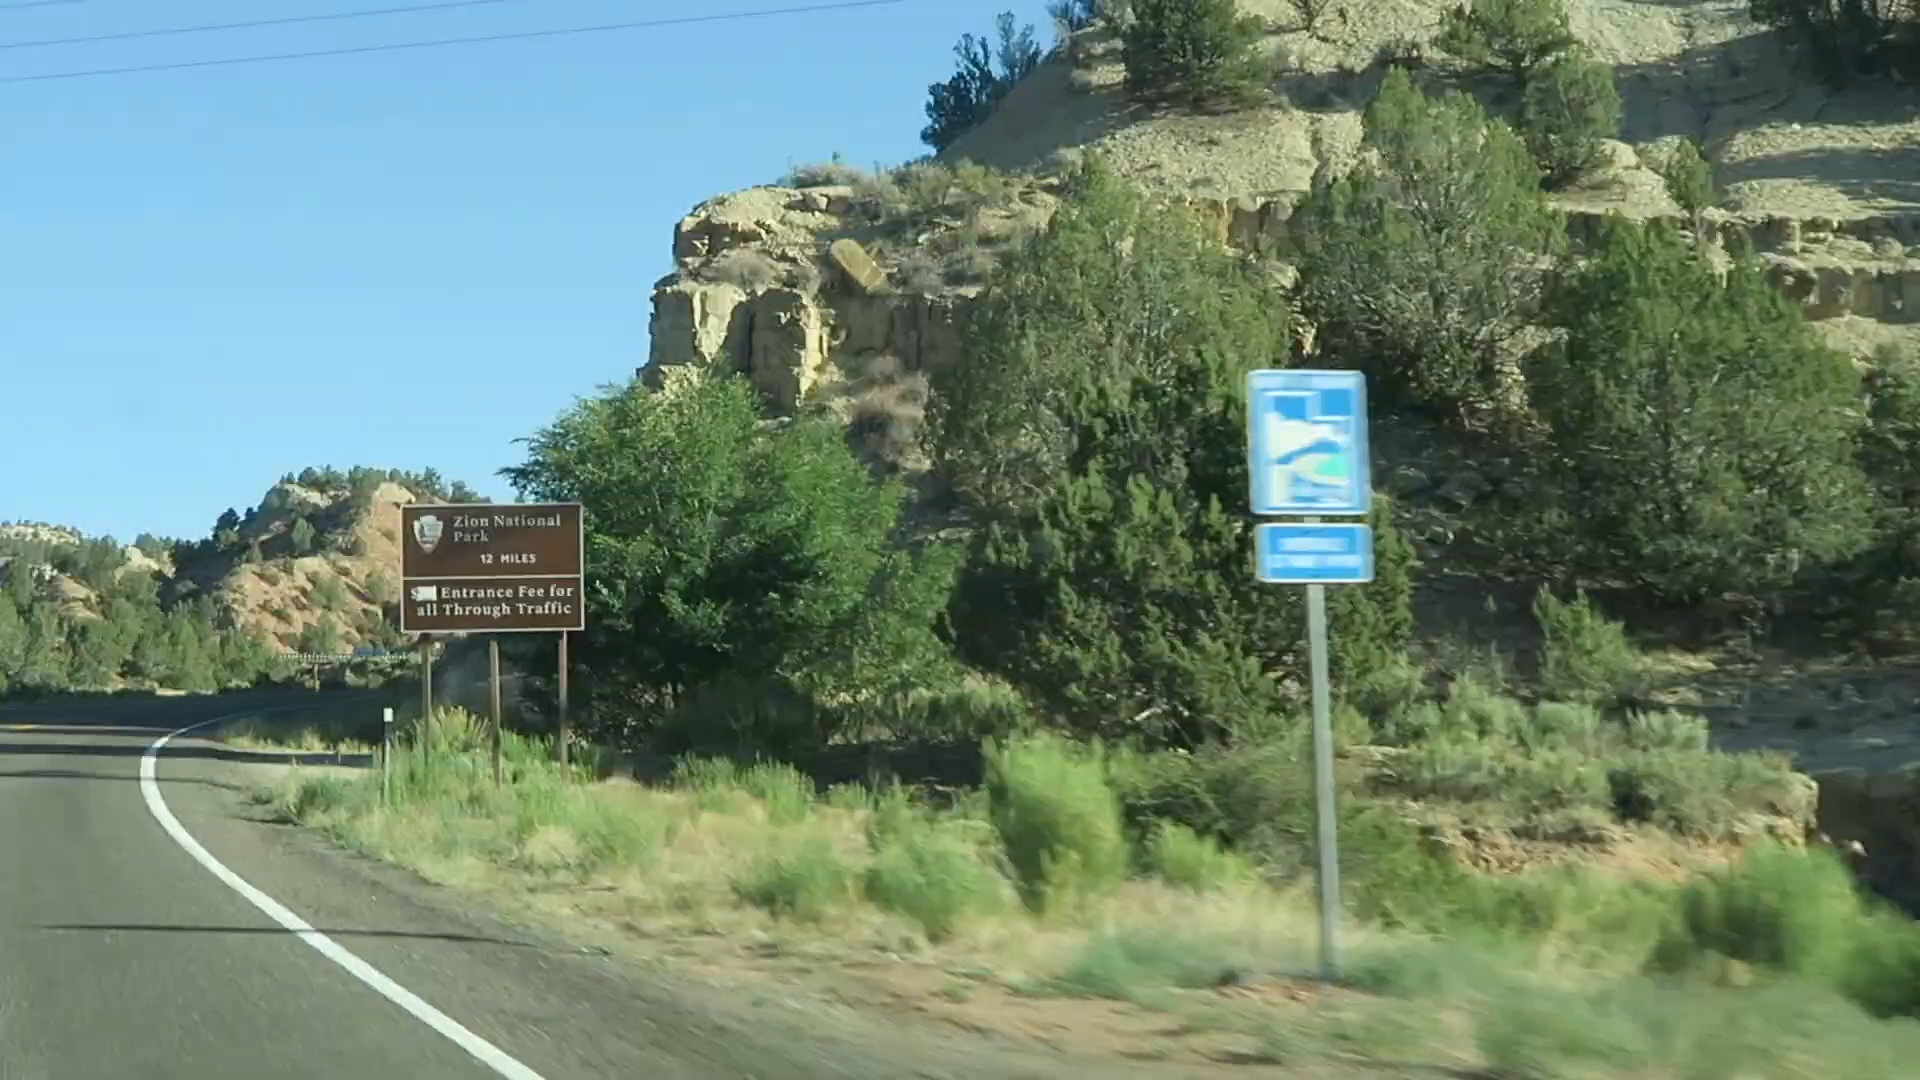 Zion National
Park
12 MILES
$ Entrance Fee for
all Through Traffic